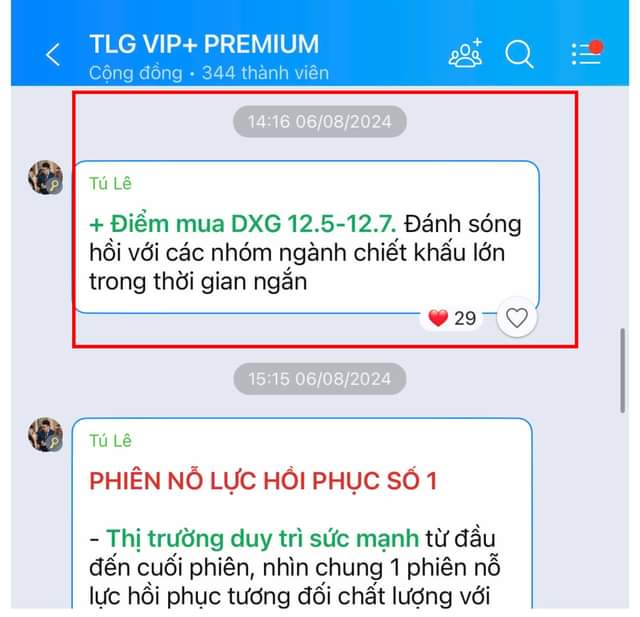 TLG VIP+ PREMIUM
Cộng đồng • 344 thành viên
14:16 06/08/2024
Tú Lê
+ Điểm mua DXG 12.5-12.7. Đánh sóng
hồi với các nhóm ngành chiết khấu lớn
trong thời gian ngắn
29
15:15 06/08/2024
Tú Lê
PHIÊN NỖ LỰC HỒI PHỤC SỐ 1
- Thị trường duy trì sức mạnh từ đầu
đến cuối phiên, nhìn chung 1 phiên nỗ
lực hồi phục tương đối chất lượng với